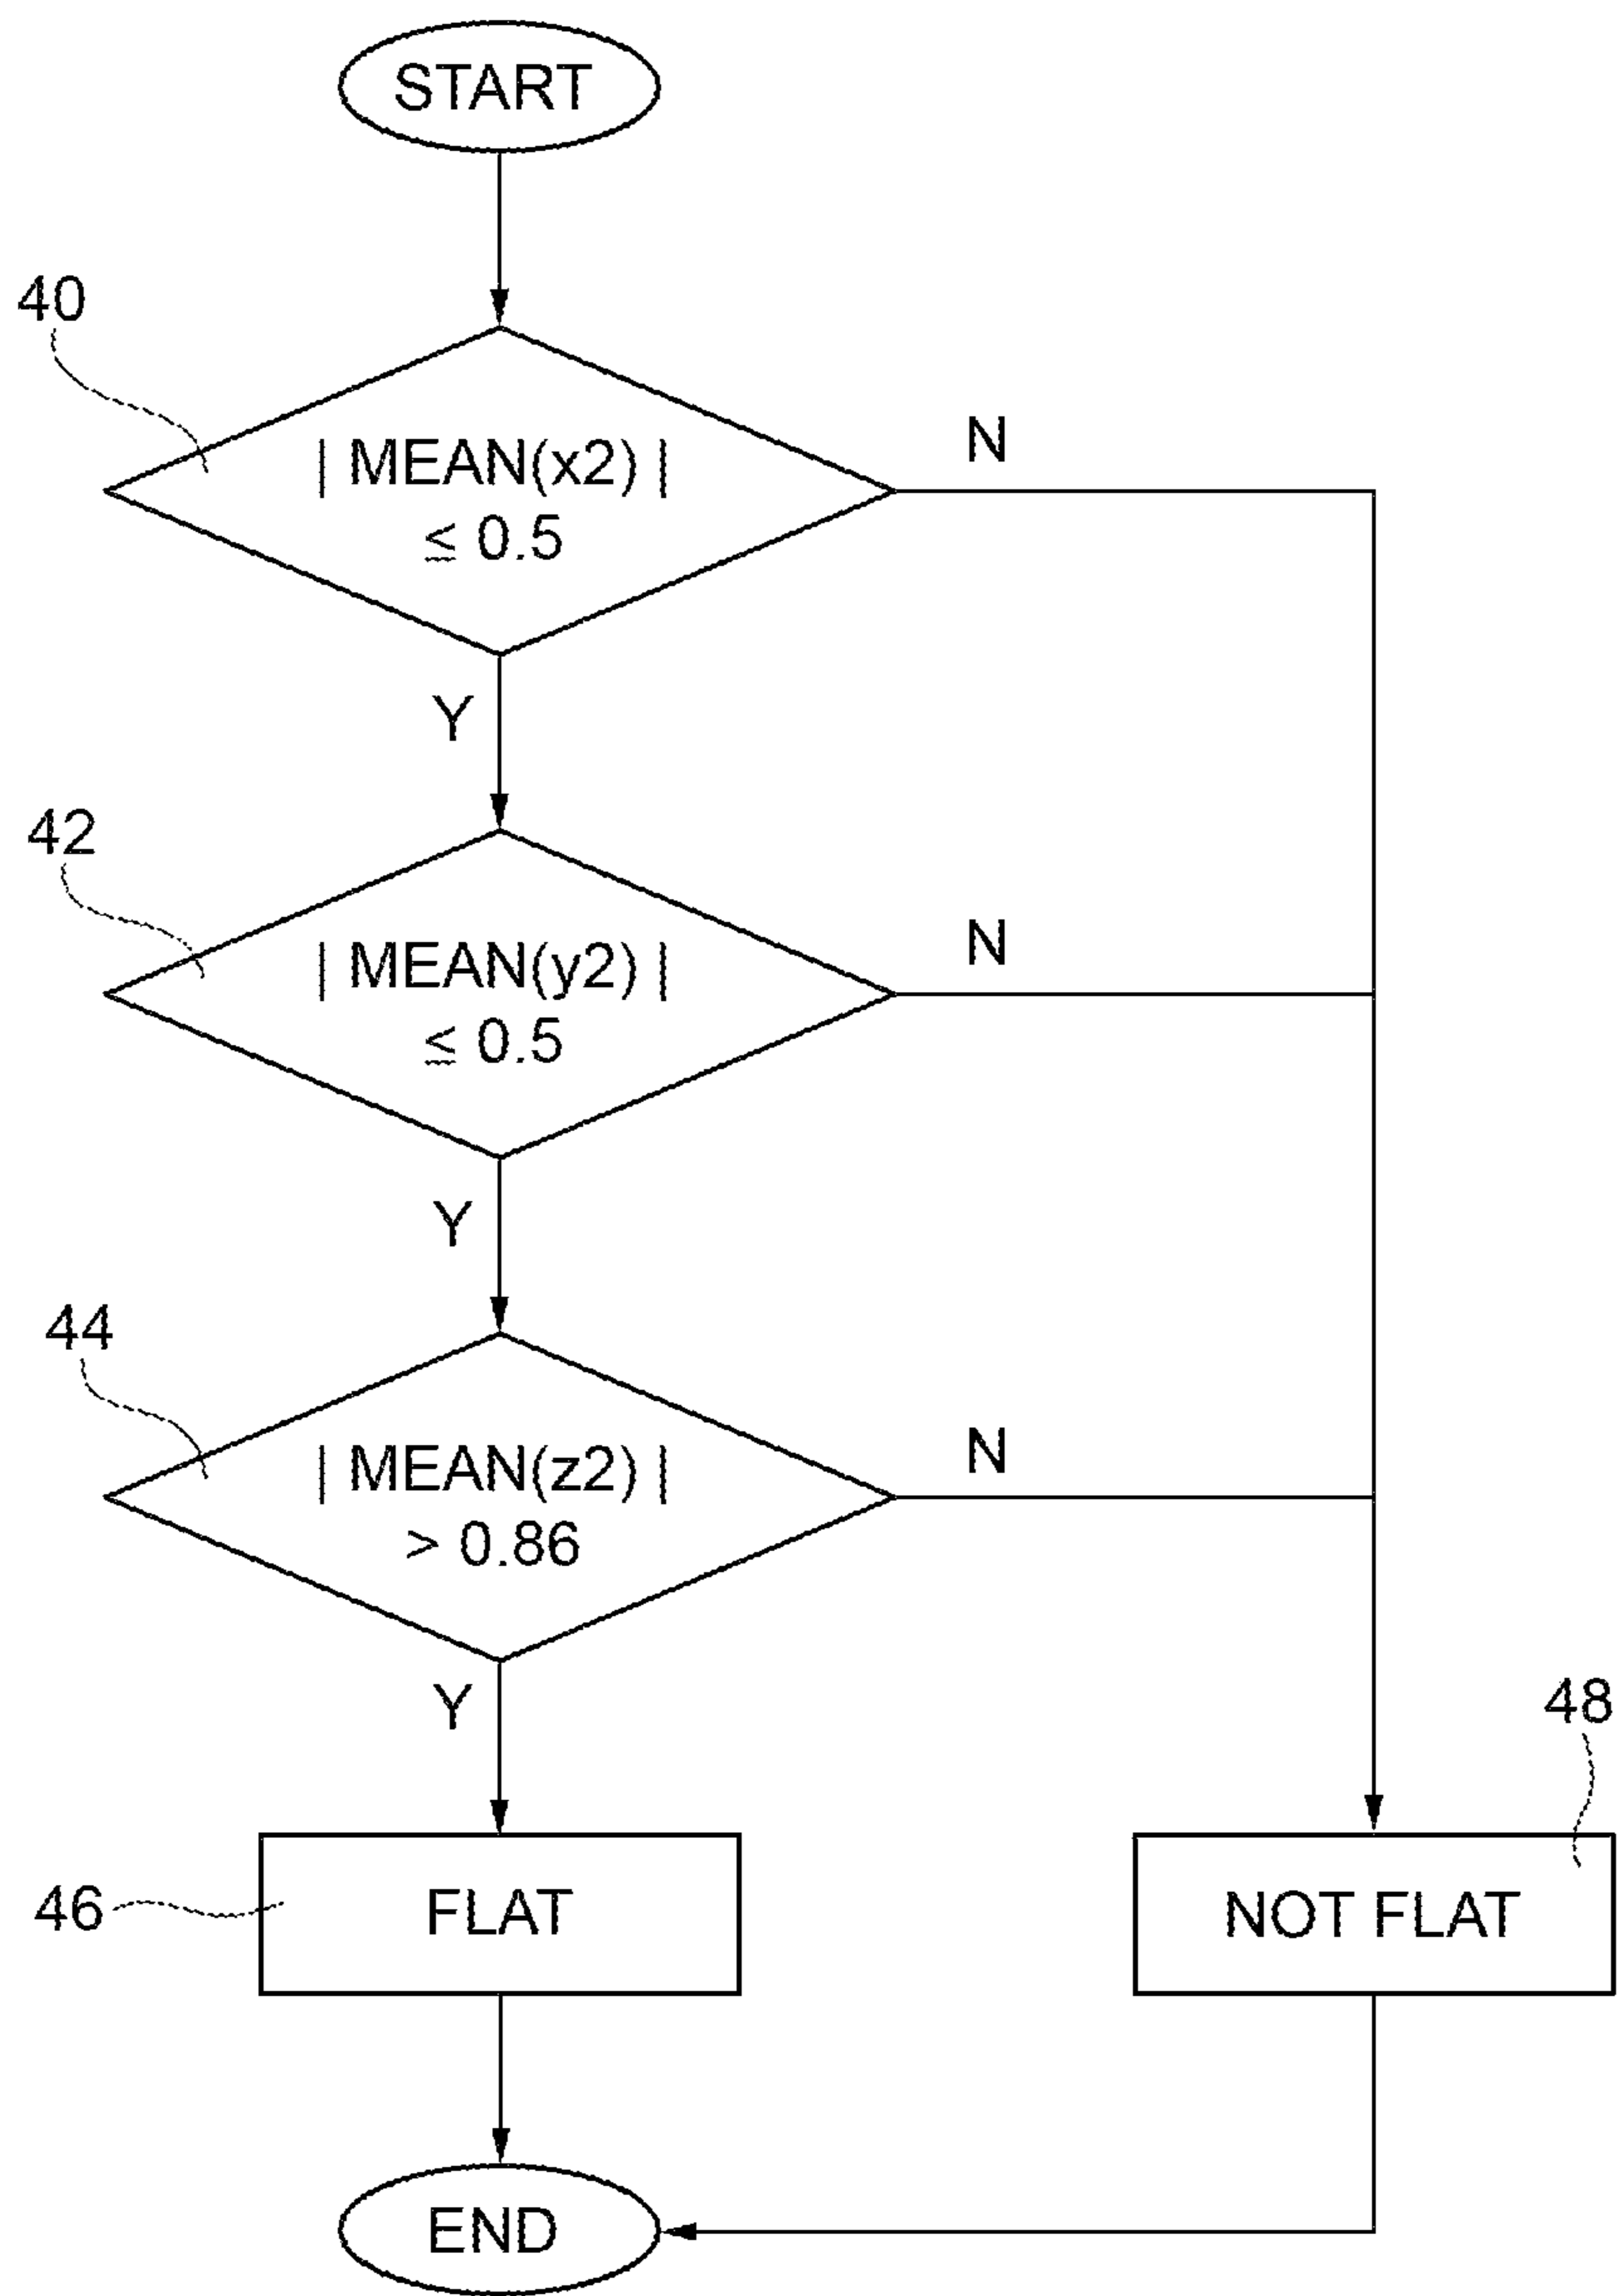 START
40
| MEAN(x2) |
≤ 0.5
N
Y
42
| MEAN(y2) |
≤ 0.5
N
Y
44
| MEAN(z2) |
> 0.86
N
Y
48
46
FLAT
NOT FLAT
END